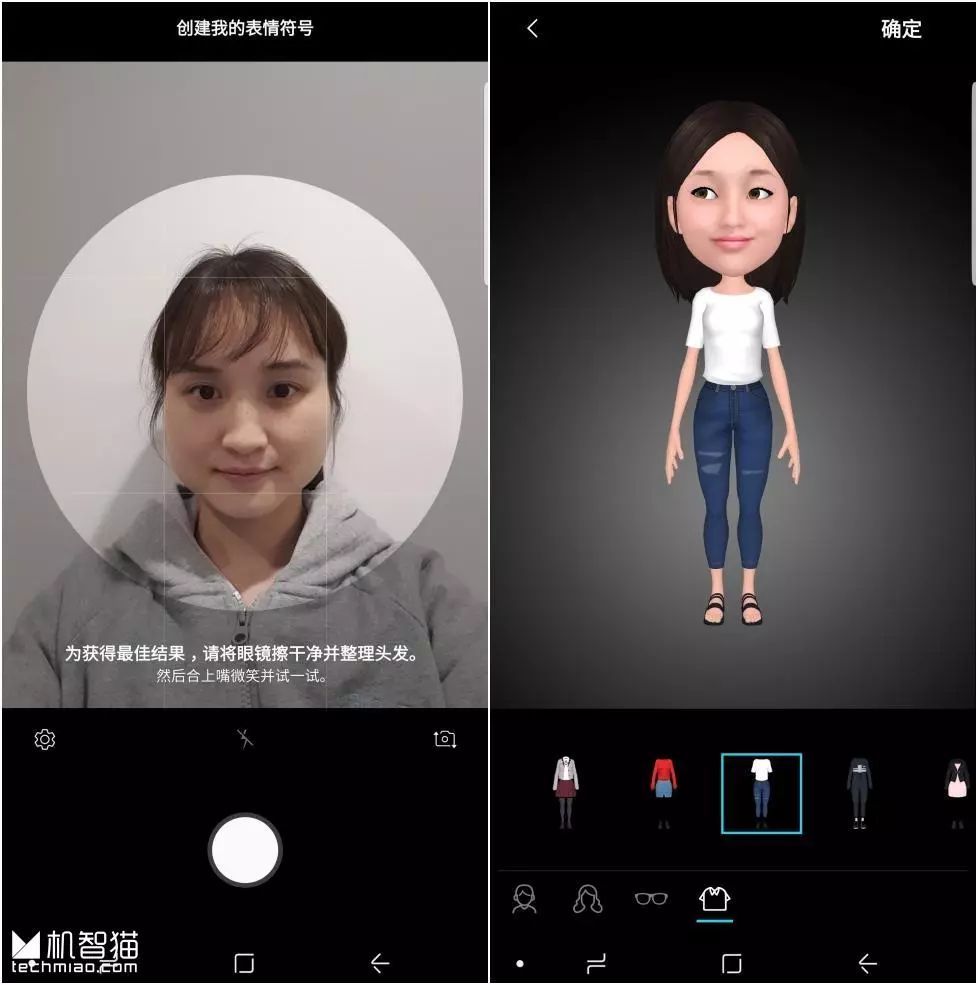 创建我的表情符号
确定
为获得最佳结果，请将眼镜擦干净并整理头发。
然后合上嘴微笑并试一试。
机智猫
techmiao.com